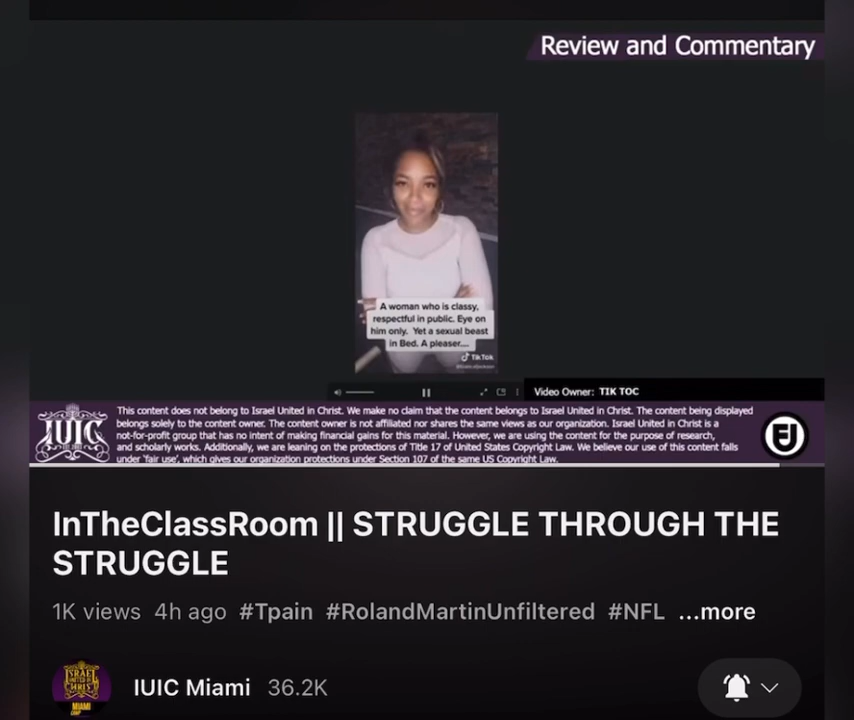 Review and Commentary
A woman who is classy,
respectful in public. Eye on
him only. Yet a sexual beast
in Bed. A pleaser....
TikTok
Video Owner: TIK TOC
IUIC
This content does not belong to Israel United in Christ. We make no claim that the content belongs to Israel United in Christ. The content being displayed
belongs solely to the content owner. The content owner is not affiliated nor shares the same views as our organization. Israel United in Christ is a
not-for-profit group that has no intent of making financial gains for this material. However, we are using the content for the purpose of research,
and scholarly works. Additionally, we are leaning on the protections of Title 17 of United States Copyright Law. We believe our use of this content falls
under 'fair use', which gives our organization protections under Section 107 of the same US Copyright Law.
InTheClassRoom || STRUGGLE THROUGH THE
STRUGGLE
1K views 4h ago #Tpain #RolandMartinUnfiltered #NFL ...more
ISRAEL
UNITED IN
CHRIST
MIAMI
IUIC Miami 36.2K